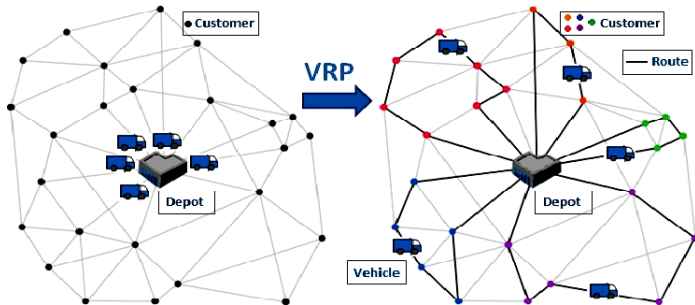 Customer
VRP
Customer
Route
Depot
Depot
Vehicle